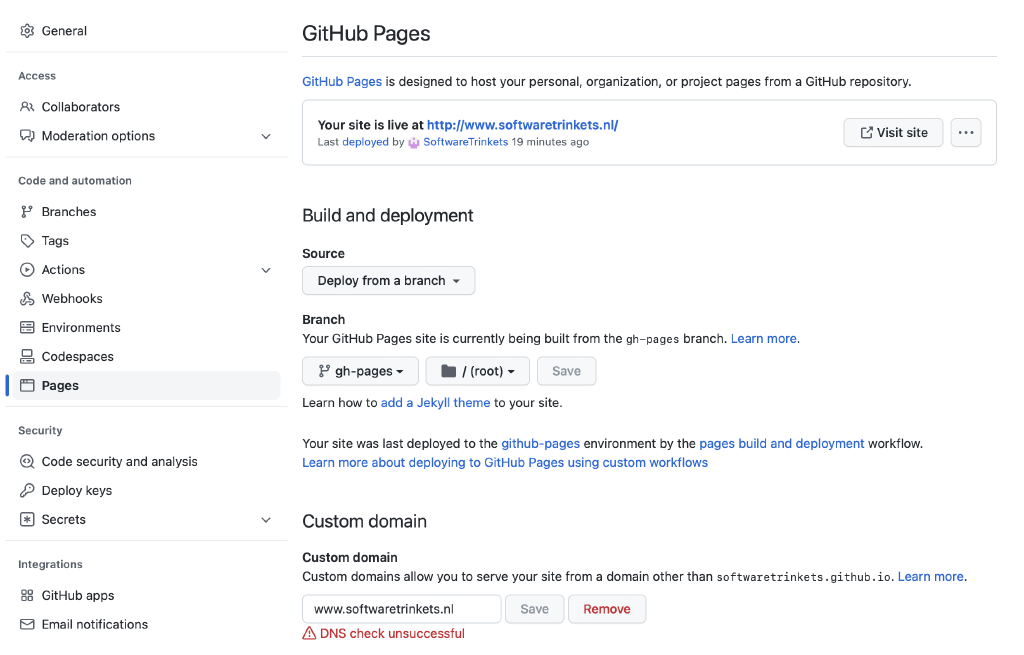 General
Access
Collaborators
Moderation options
Code and automation
Branches
Tags
Actions
Webhooks
Environments
Codespaces
Pages
Security
Code security and analysis
Deploy keys
Secrets
Integrations
GitHub apps
Email notifications
GitHub Pages
GitHub Pages is designed to host your personal, organization, or project pages from a GitHub repository.
Your site is live at http://www.softwaretrinkets.nl/
Last deployed by SoftwareTrinkets 19 minutes ago
Visit site
Build and deployment
Source
Deploy from a branch
Branch
Your GitHub Pages site is currently being built from the gh-pages branch. Learn more.
gh-pages / (root) Save
Learn how to add a Jekyll theme to your site.
Your site was last deployed to the github-pages environment by the pages build and deployment workflow.
Learn more about deploying to GitHub Pages using custom workflows
Custom domain
Custom domain
Custom domains allow you to serve your site from a domain other than softwaretrinkets.github.io. Learn more.
www.softwaretrinkets.nl Save Remove
DNS check unsuccessful